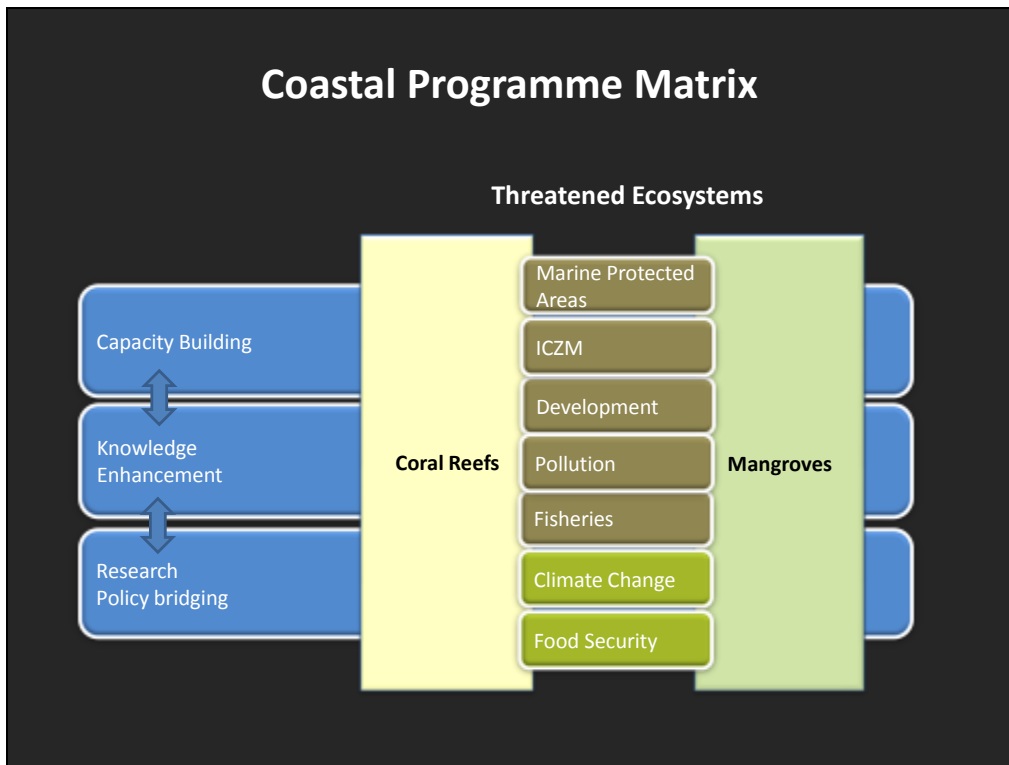 Coastal Programme Matrix
Threatened Ecosystems
Capacity Building
Knowledge
Enhancement
Research
Policy bridging
Coral Reefs
Marine Protected
Areas
ICZM
Development
Pollution
Fisheries
Climate Change
Food Security
Mangroves